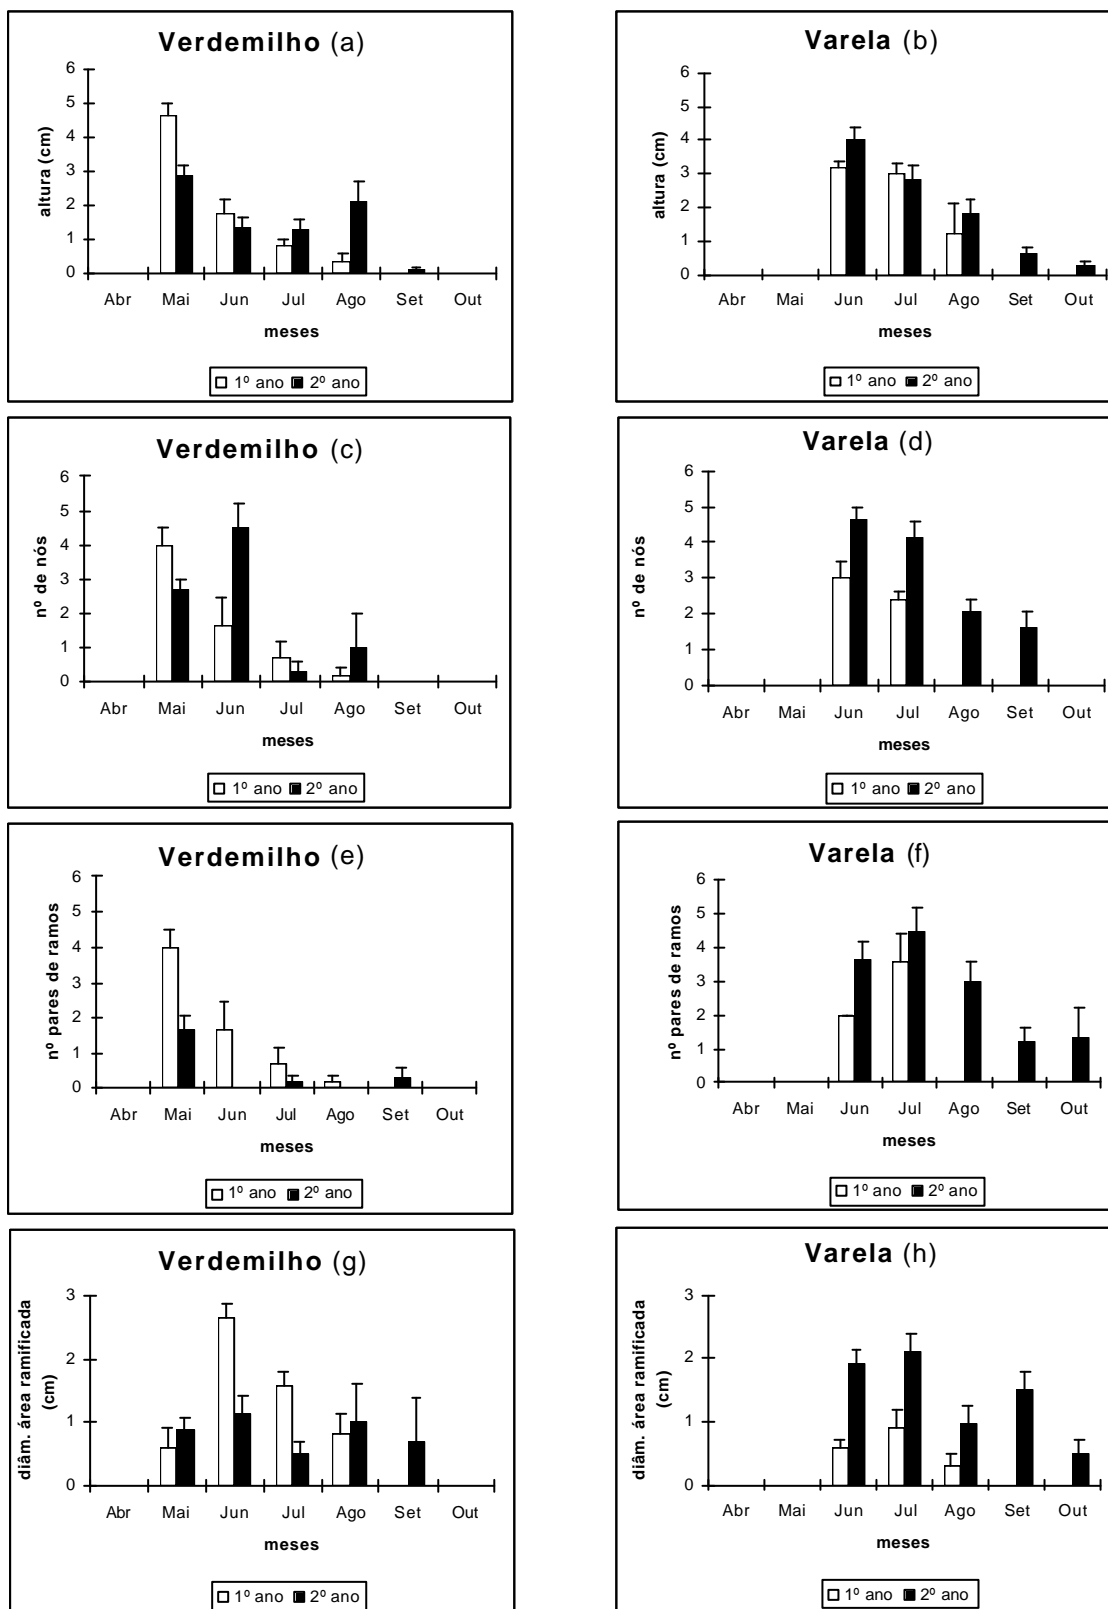 Verdemilho (a)
altura (cm)
6
5
4
3
2
1
0
Abr Mai Jun Jul Ago Set Out
meses
1º ano 2º ano
Varela (b)
altura (cm)
6
5
4
3
2
1
0
Abr Mai Jun Jul Ago Set Out
meses
1º ano 2º ano
Verdemilho (c)
nº de nós
6
5
4
3
2
1
0
Abr Mai Jun Jul Ago Set Out
meses
1º ano 2º ano
Varela (d)
nº de nós
6
5
4
3
2
1
0
Abr Mai Jun Jul Ago Set Out
meses
1º ano 2º ano
Verdemilho (e)
nº pares de ramos
6
5
4
3
2
1
0
Abr Mai Jun Jul Ago Set Out
meses
1º ano 2º ano
Varela (f)
nº pares de ramos
6
5
4
3
2
1
0
Abr Mai Jun Jul Ago Set Out
meses
1º ano 2º ano
Verdemilho (g)
diâm. área ramificada
(cm)
3
2
1
0
Abr Mai Jun Jul Ago Set Out
meses
1º ano 2º ano
Varela (h)
diâm. área ramificada
(cm)
3
2
1
0
Abr Mai Jun Jul Ago Set Out
meses
1º ano 2º ano